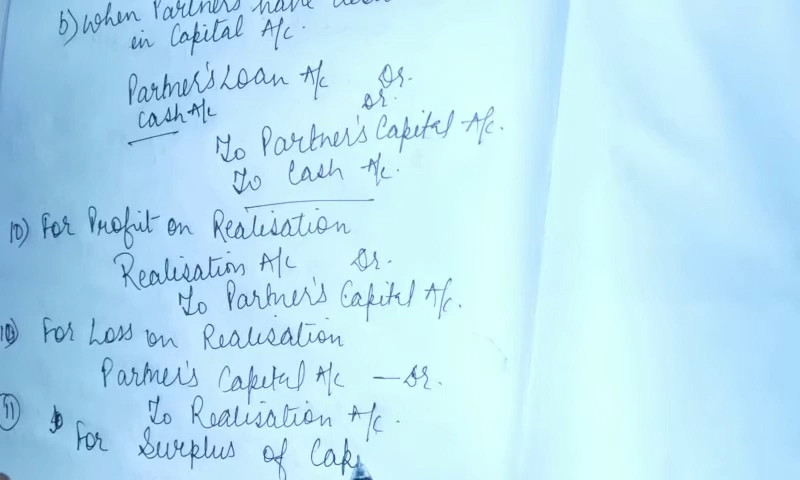 b) When Partners have
in Capital A/c.
Partner's Loan A/c Dr.
Cash A/c Dr.
To Partner's Capital A/c.
To Cash A/c.
10) For Profit on Realisation
Realisation A/c Dr.
To Partner's Capital A/c.
For Loss on Realisation
Partner's Capital A/c — Dr.
To Realisation A/c.
11) For Surplus of Cap